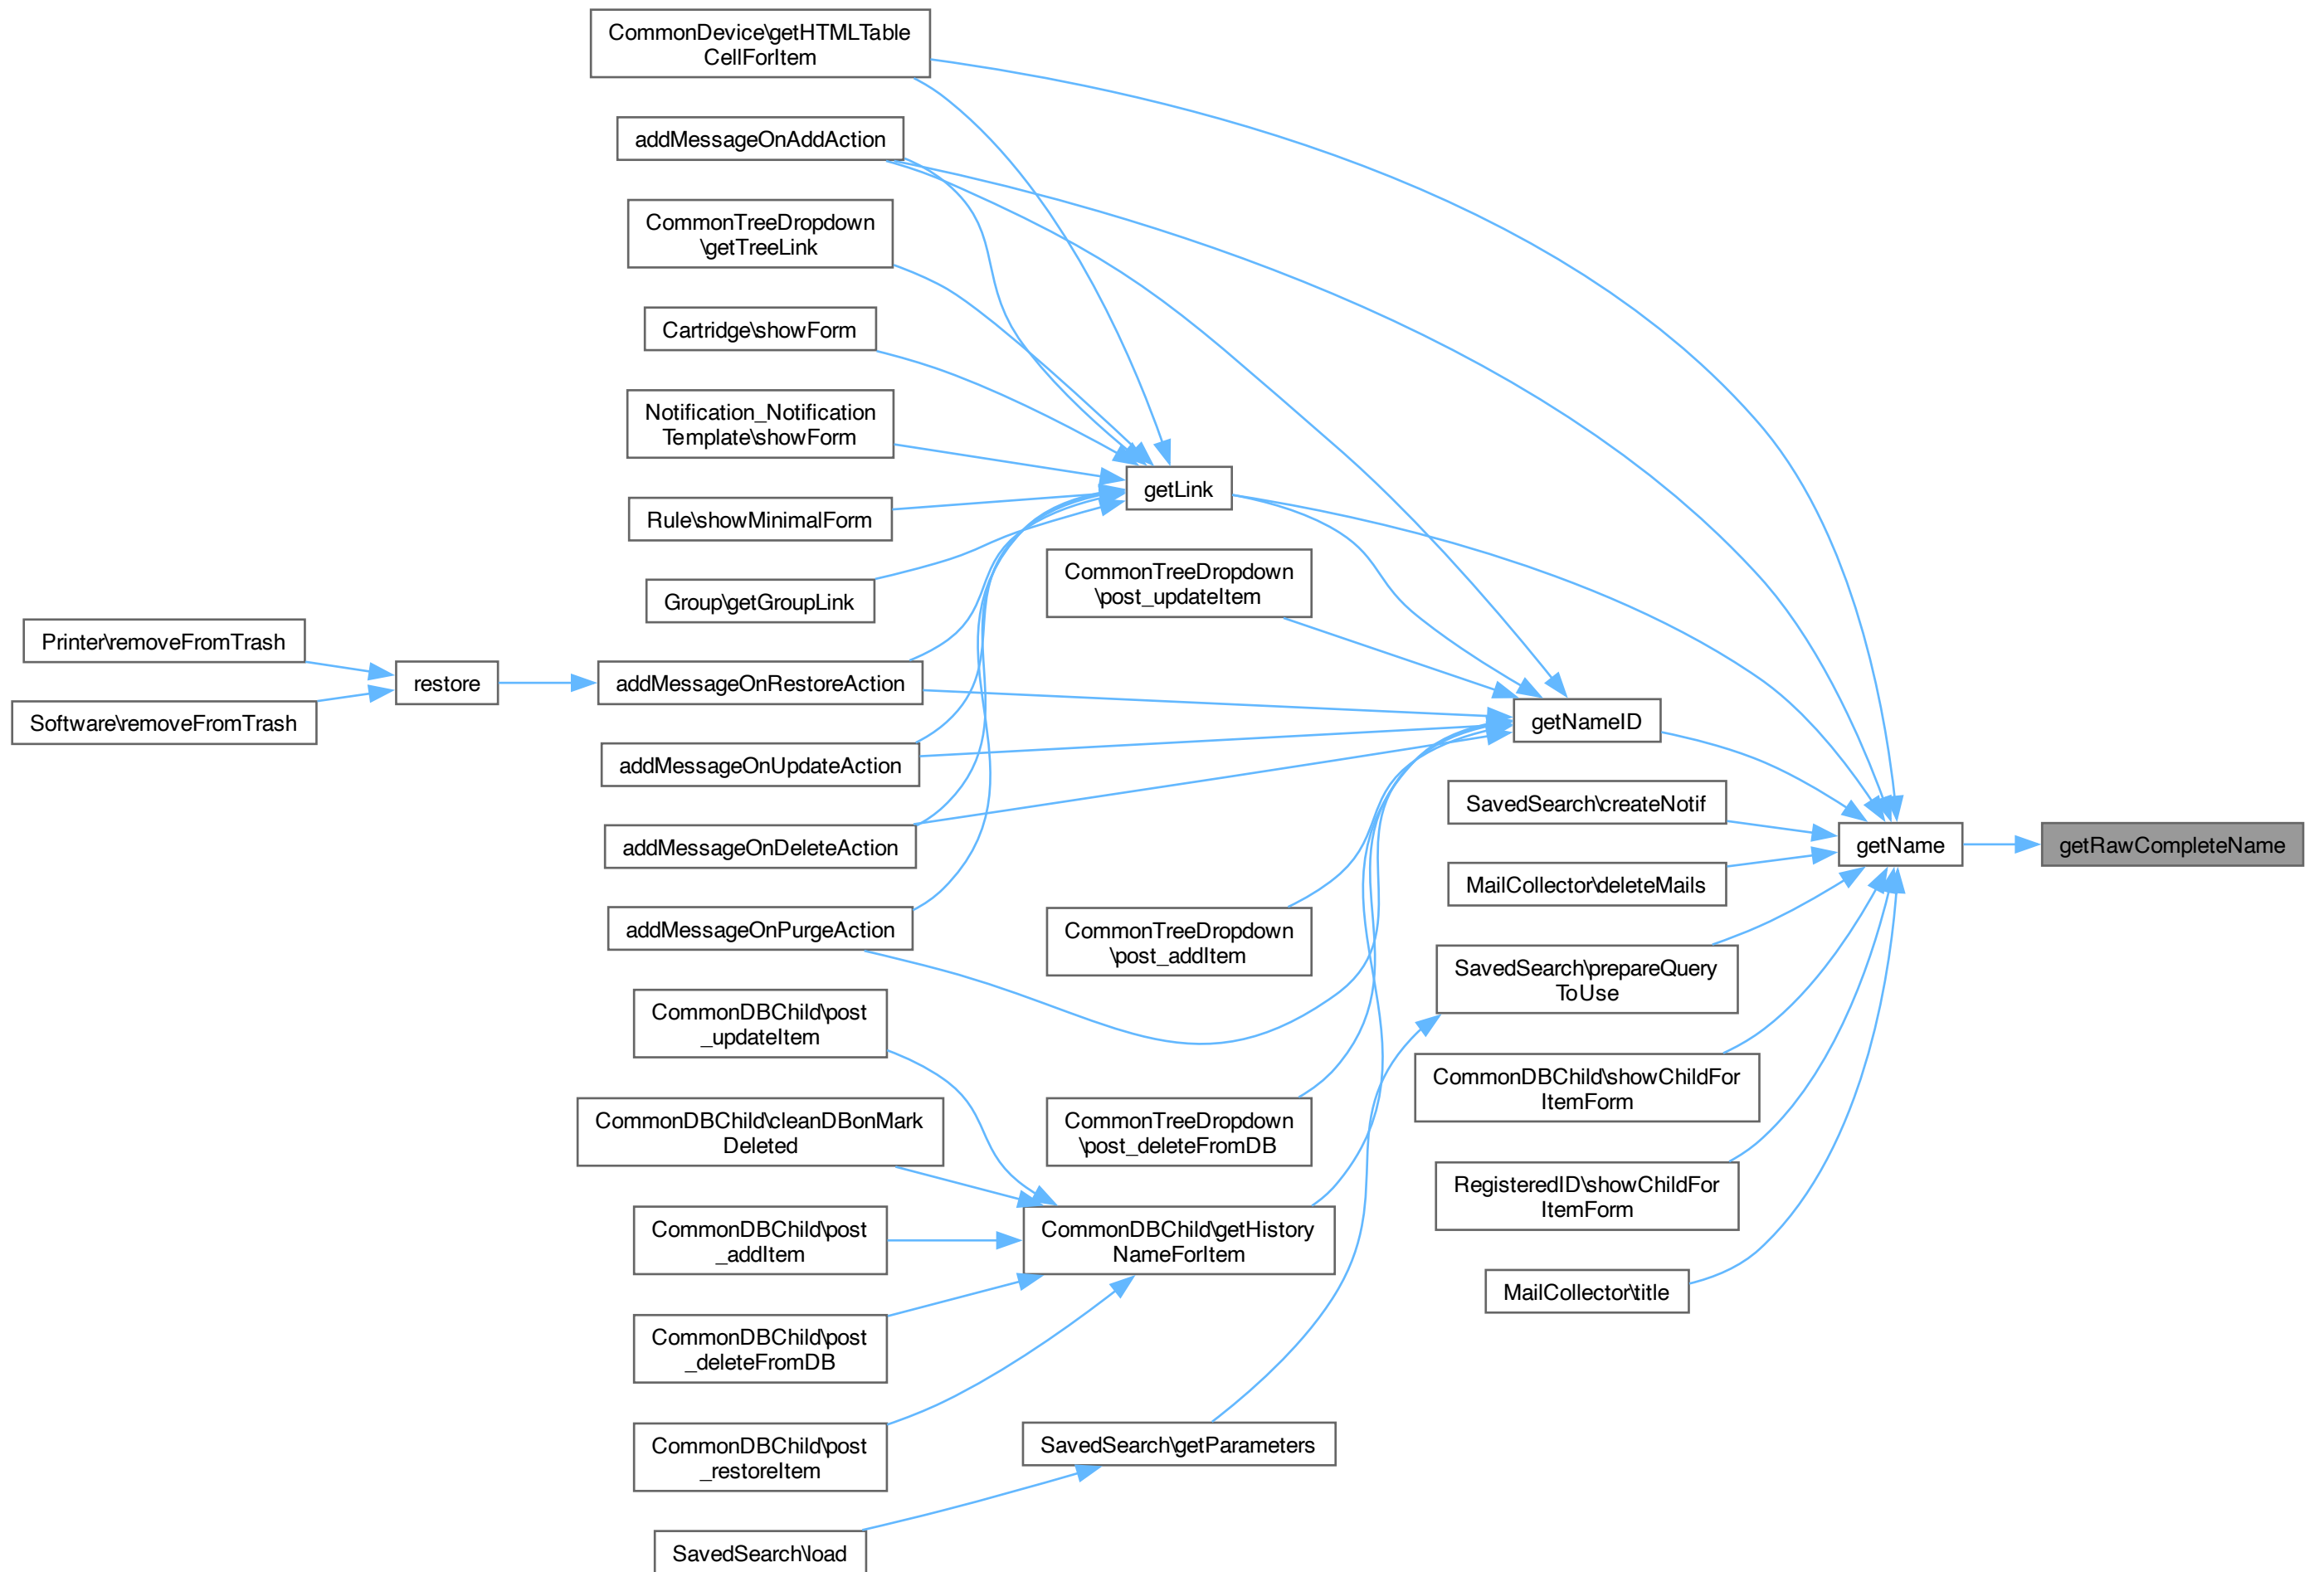 CommonDevice\getHTMLTable
CellForItem
addMessageOnAddAction
CommonTreeDropdown
\getTreeLink
Cartridge\showForm
Notification_Notification
Template\showForm
Rule\showMinimalForm
Group\getGroupLink
Printer\removeFromTrash
Software\removeFromTrash
restore
addMessageOnRestoreAction
addMessageOnUpdateAction
addMessageOnDeleteAction
addMessageOnPurgeAction
CommonDBChild\post
_updateItem
CommonDBChild\cleanDBonMark
Deleted
CommonDBChild\post
_addItem
CommonDBChild\post
_deleteFromDB
CommonDBChild\post
_restoreItem
SavedSearch\load
getLink
CommonTreeDropdown
\post_updateItem
CommonTreeDropdown
\post_addItem
CommonTreeDropdown
\post_deleteFromDB
CommonDBChild\getHistory
NameForItem
SavedSearch\getParameters
getNameID
SavedSearch\createNotif
MailCollector\deleteMails
SavedSearch\prepareQuery
ToUse
CommonDBChild\showChildFor
ItemForm
RegisteredID\showChildFor
ItemForm
MailCollector\title
getName
getRawCompleteName